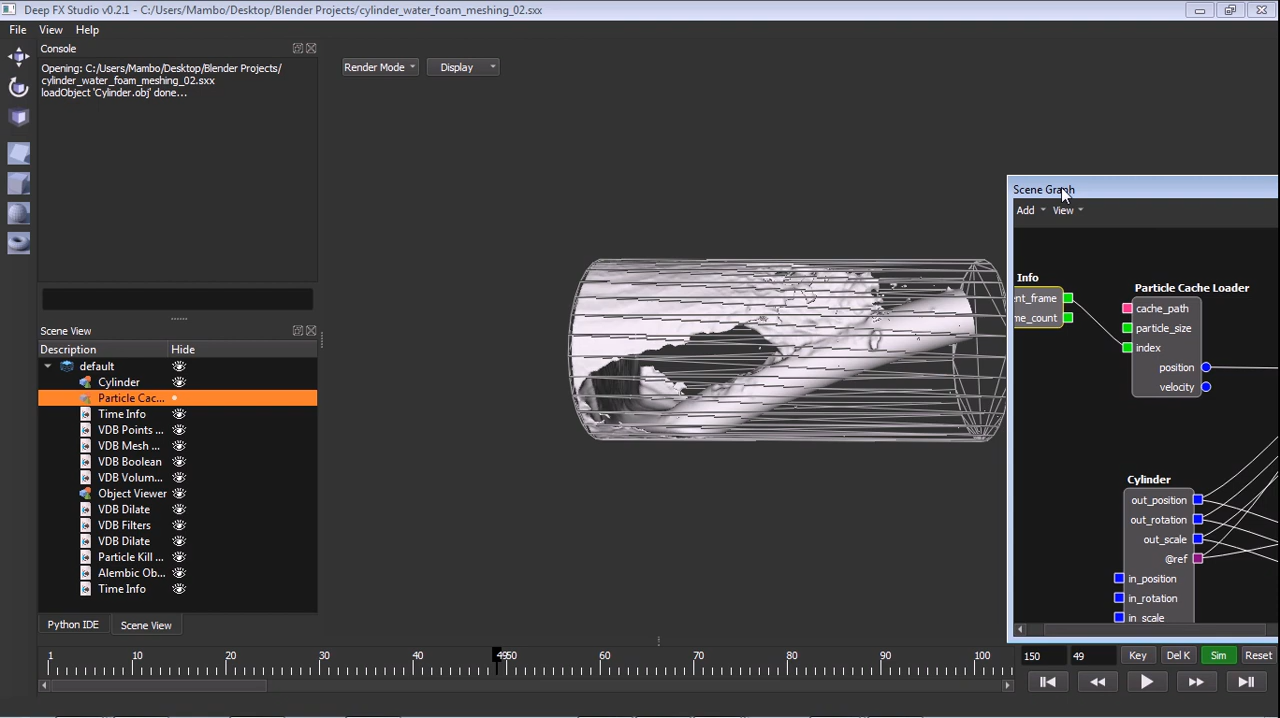 Deep FX Studio v0.2.1 - C:/Users/Mambo/Desktop/Blender Projects/cylinder_water_foam_meshing_02.sxx
File View Help
Console
Opening: C:/Users/Mambo/Desktop/Blender Projects/
cylinder_water_foam_meshing_02.sxx
loadObject 'Cylinder.obj' done...
Render Mode Display
Scene View
Description Hide
default
Cylinder
Particle Cac...
Time Info
VDB Points ...
VDB Mesh ...
VDB Boolean
VDB Volum...
Object Viewer
VDB Dilate
VDB Filters
VDB Dilate
Particle Kill ...
Alembic Ob...
Time Info
Python IDE Scene View
Scene Graph
Add View
Info
ent_frame
me_count
Particle Cache Loader
cache_path
particle_size
index
position
velocity
Cylinder
out_position
out_rotation
out_scale
@ref
in_position
in_rotation
in_scale
1 10 20 30 40 49 50 60 70 80 90 100
150 49 Key Del K Sim Reset